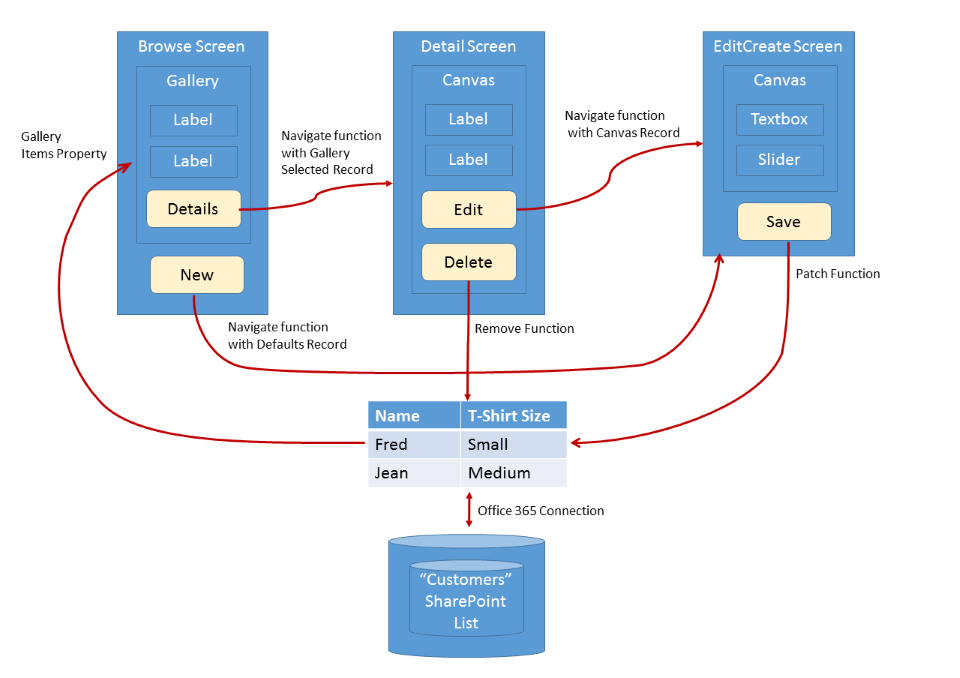 Browse Screen
Gallery
Label
Label
Details
New
Gallery
Items Property
Navigate function
with Gallery
Selected Record
Detail Screen
Canvas
Label
Label
Edit
Delete
Navigate function
with Canvas Record
EditCreate Screen
Canvas
Textbox
Slider
Save
Patch Function
Navigate function
with Defaults Record
Remove Function
Name T-Shirt Size
Fred Small
Jean Medium
Office 365 Connection
“Customers”
SharePoint
List